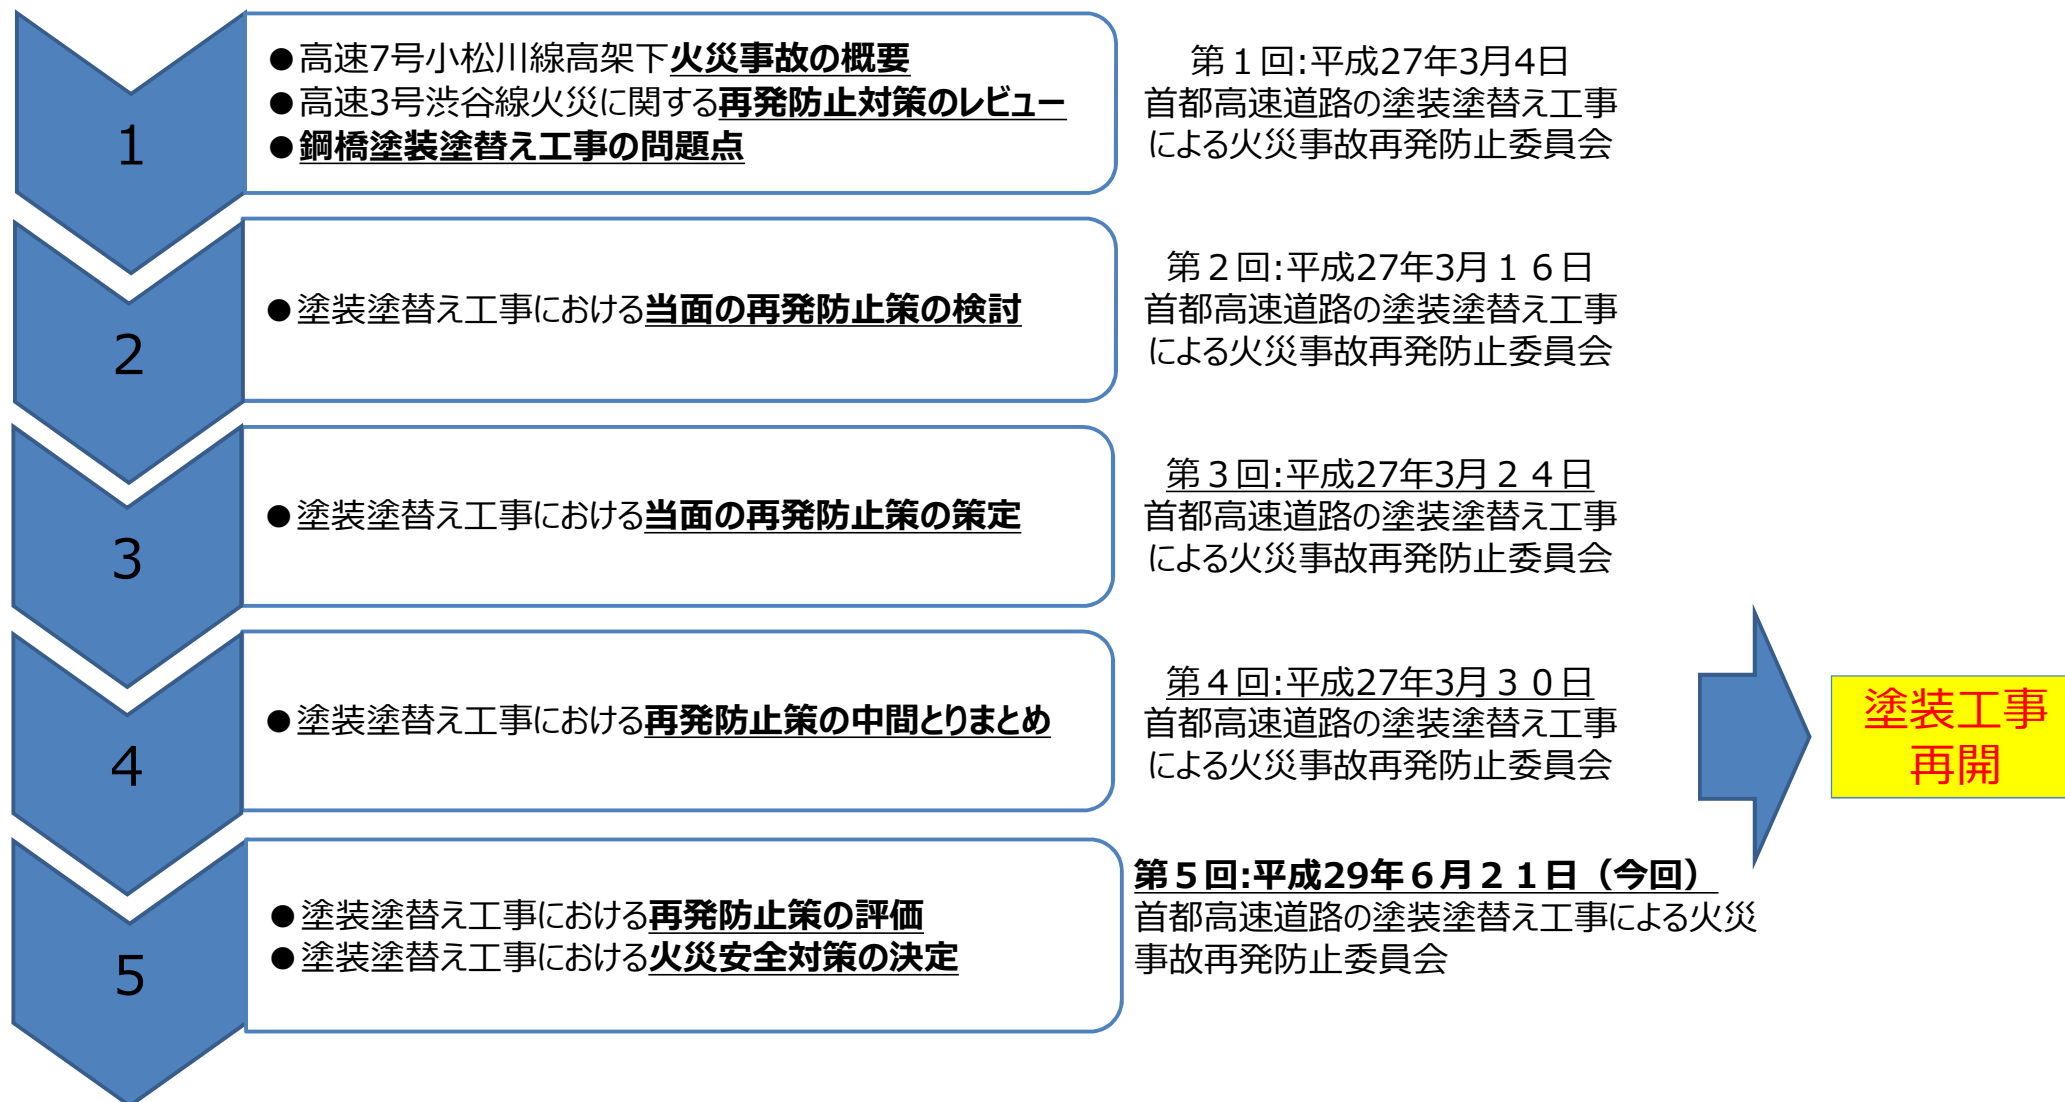 1
●高速7号小松川線高架下火災事故の概要
●高速3号渋谷線火災に関する再発防止対策のレビュー
●鋼橋塗装塗替え工事の問題点
第１回:平成27年3月4日
首都高速道路の塗装塗替え工事
による火災事故再発防止委員会
2
●塗装塗替え工事における当面の再発防止策の検討
第２回:平成27年3月１６日
首都高速道路の塗装塗替え工事
による火災事故再発防止委員会
3
●塗装塗替え工事における当面の再発防止策の策定
第３回:平成27年3月２４日
首都高速道路の塗装塗替え工事
による火災事故再発防止委員会
4
●塗装塗替え工事における再発防止策の中間とりまとめ
第４回:平成27年3月３０日
首都高速道路の塗装塗替え工事
による火災事故再発防止委員会
塗装工事
再開
5
●塗装塗替え工事における再発防止策の評価
●塗装塗替え工事における火災安全対策の決定
第５回:平成29年６月２１日（今回）
首都高速道路の塗装塗替え工事による火災
事故再発防止委員会